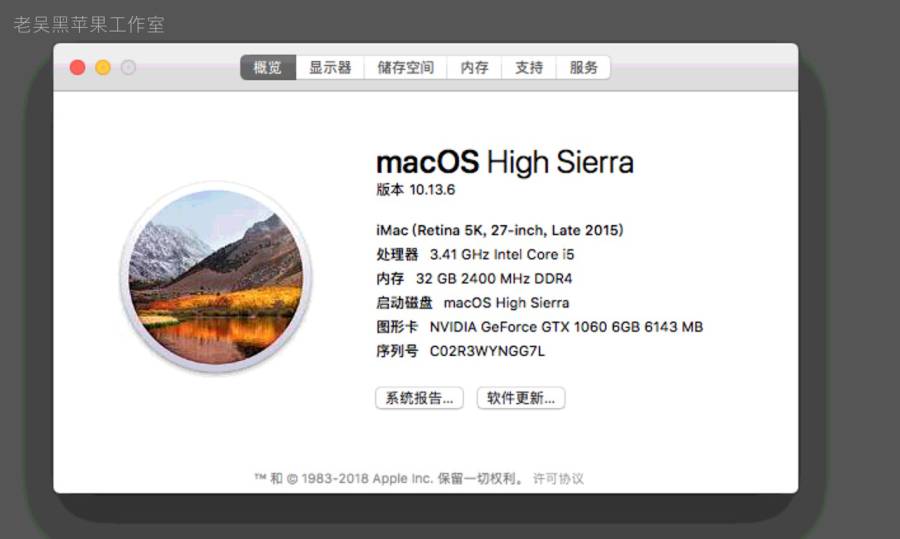 老吴黑苹果工作室
概览 显示器 储存空间 内存 支持 服务
macOS High Sierra
版本 10.13.6
iMac (Retina 5K, 27-inch, Late 2015)
处理器 3.41 GHz Intel Core i5
内存 32 GB 2400 MHz DDR4
启动磁盘 macOS High Sierra
图形卡 NVIDIA GeForce GTX 1060 6GB 6143 MB
序列号 C02R3WYNGG7L
系统报告... 软件更新...
™ 和 © 1983-2018 Apple Inc. 保留一切权利。 许可协议